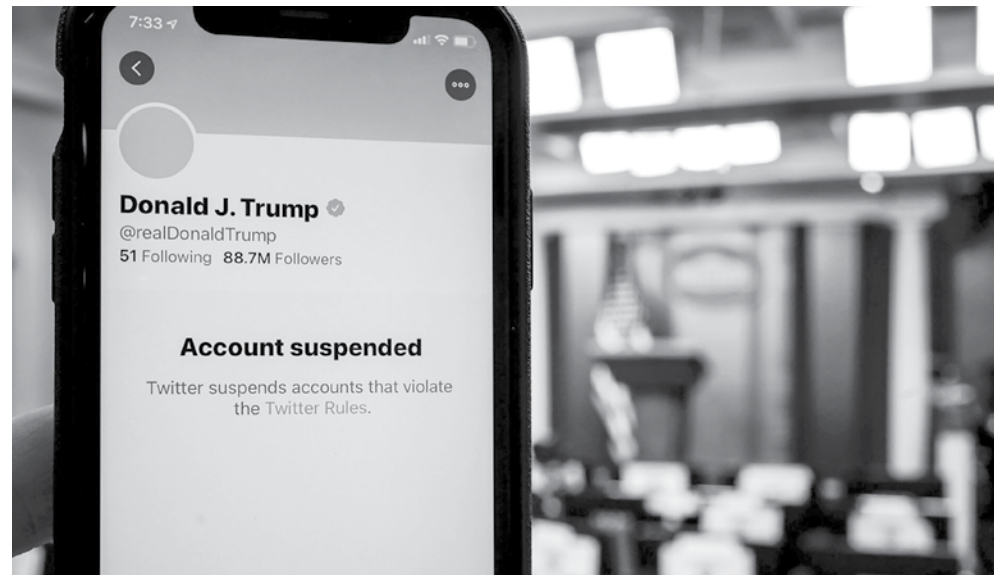 7:33
Donald J. Trump
@realDonaldTrump
51 Following 88.7M Followers
Account suspended
Twitter suspends accounts that violate
the Twitter Rules.